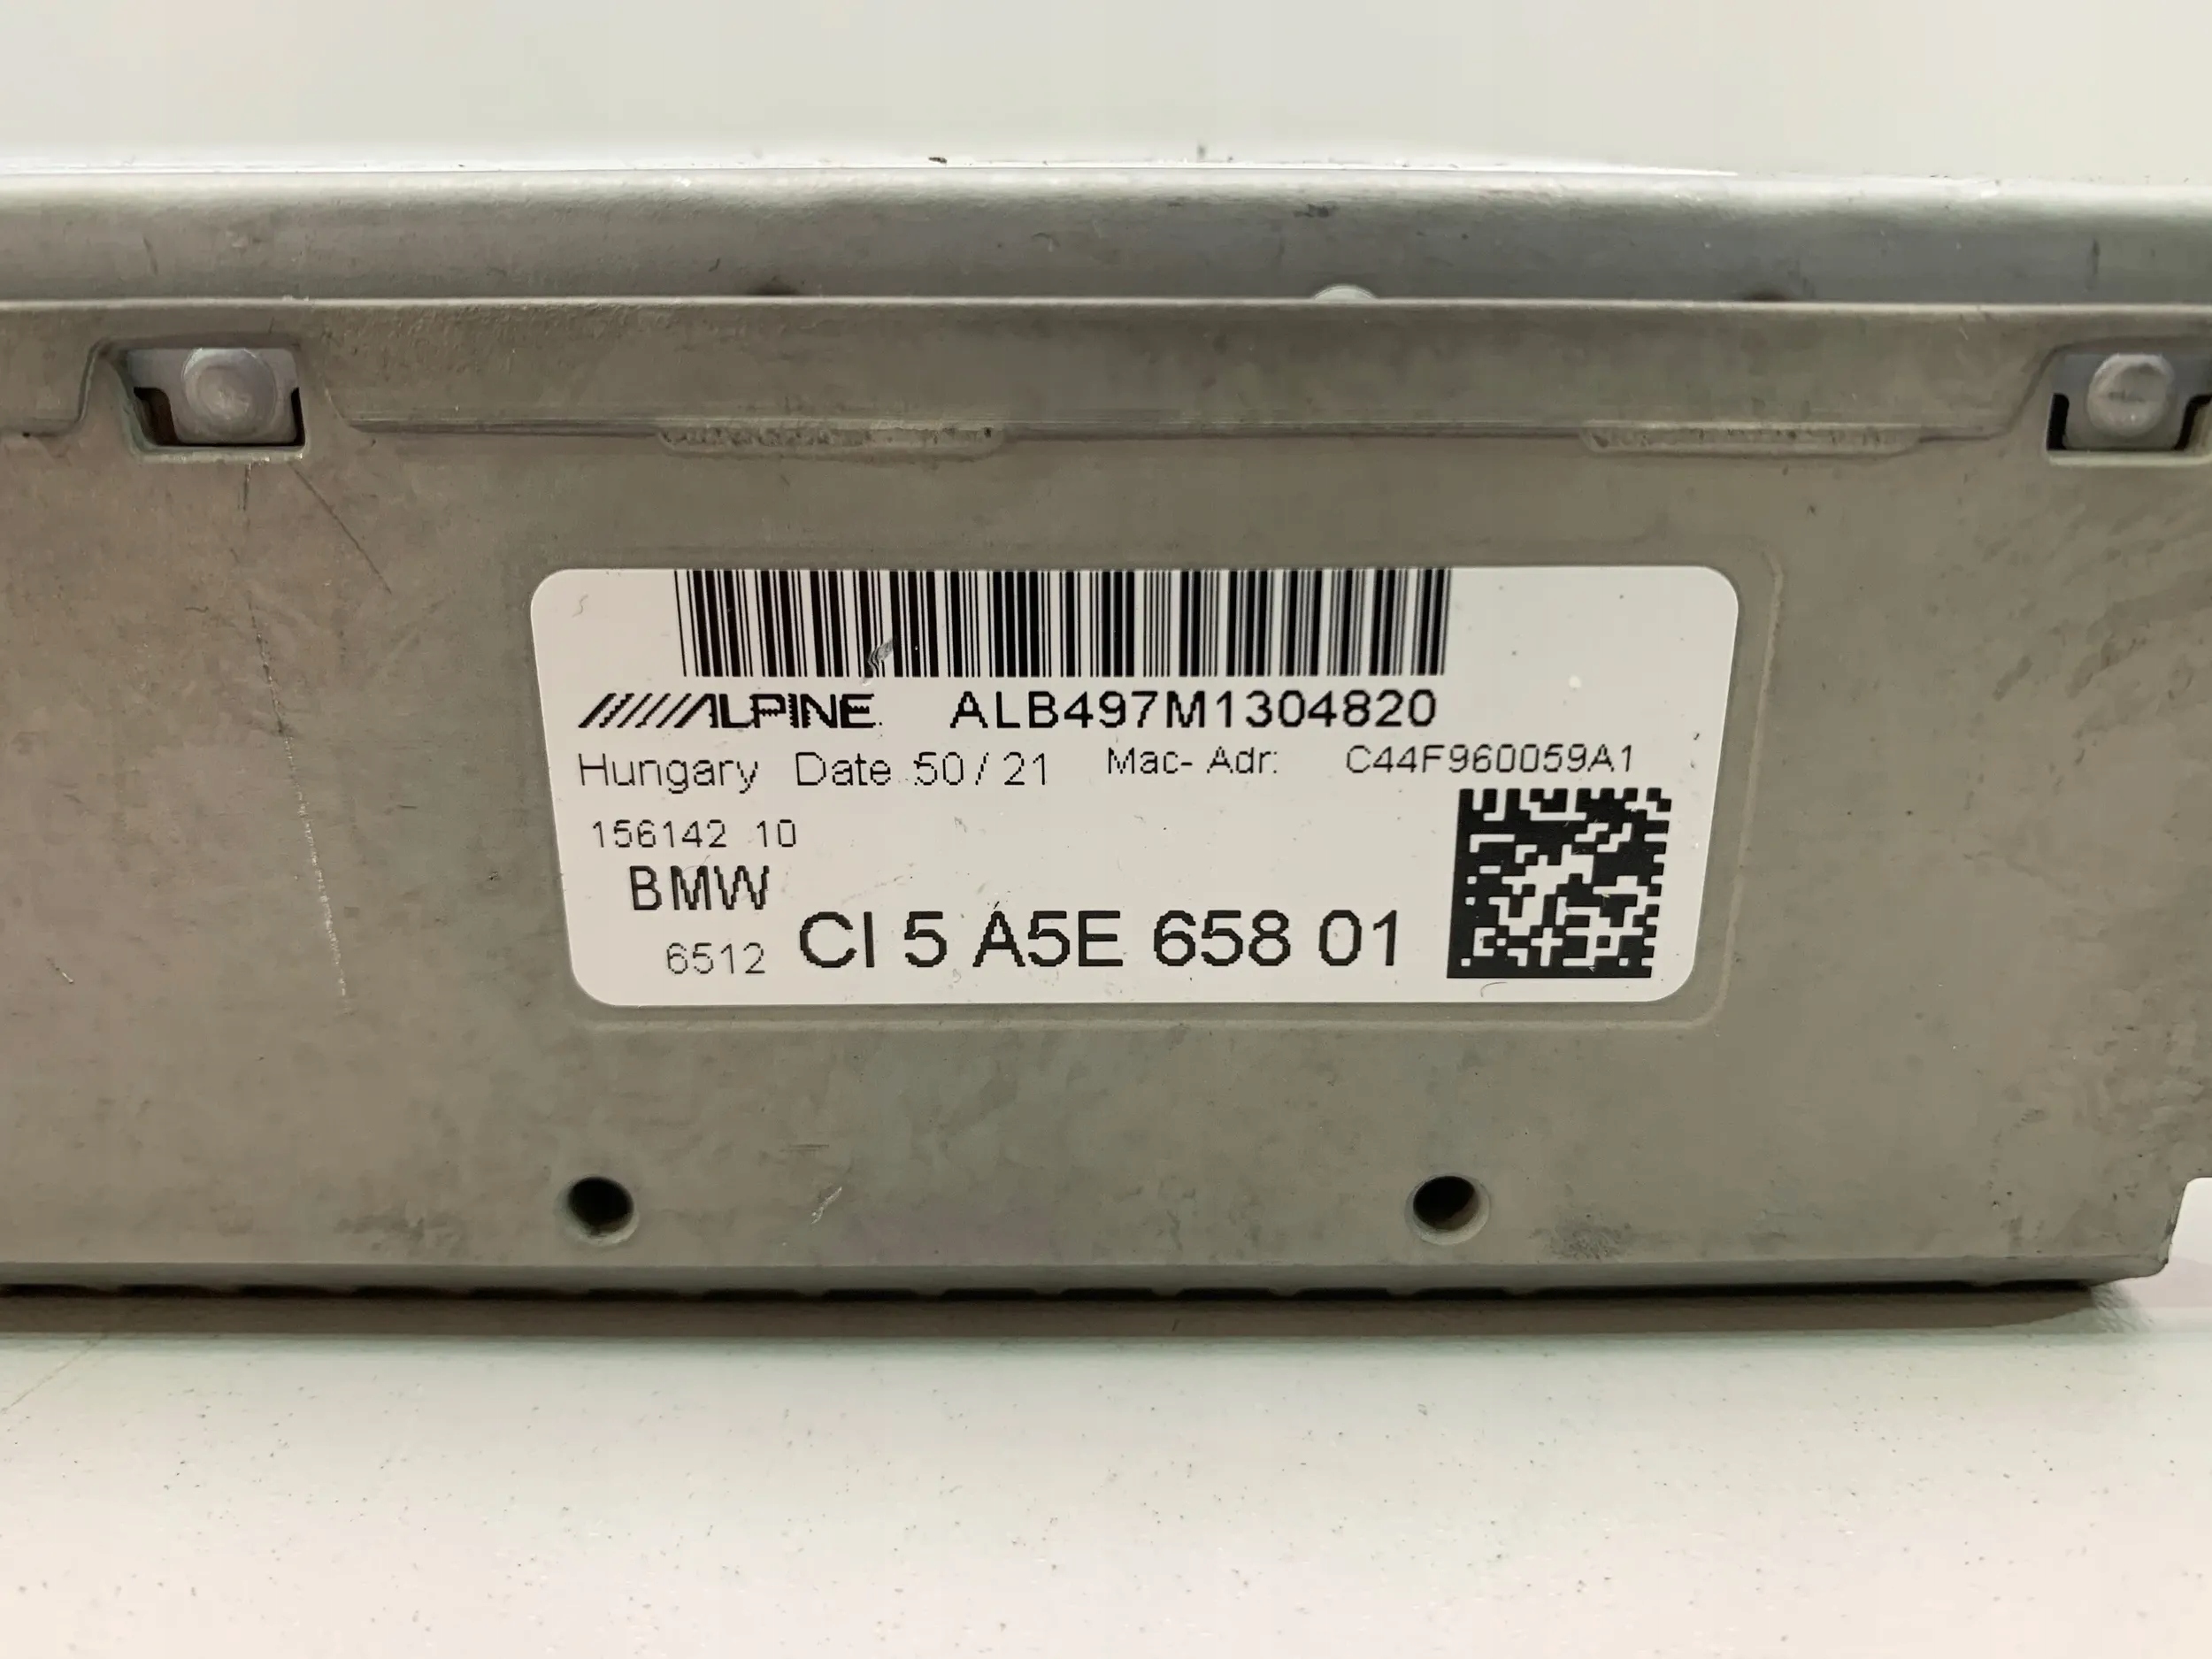 ALPINE ALB497M1304820
Hungary Date 50/21 Mac- Adr: C44F960059A1
156142 10
BMW
6512 CI 5 A5E 658 01